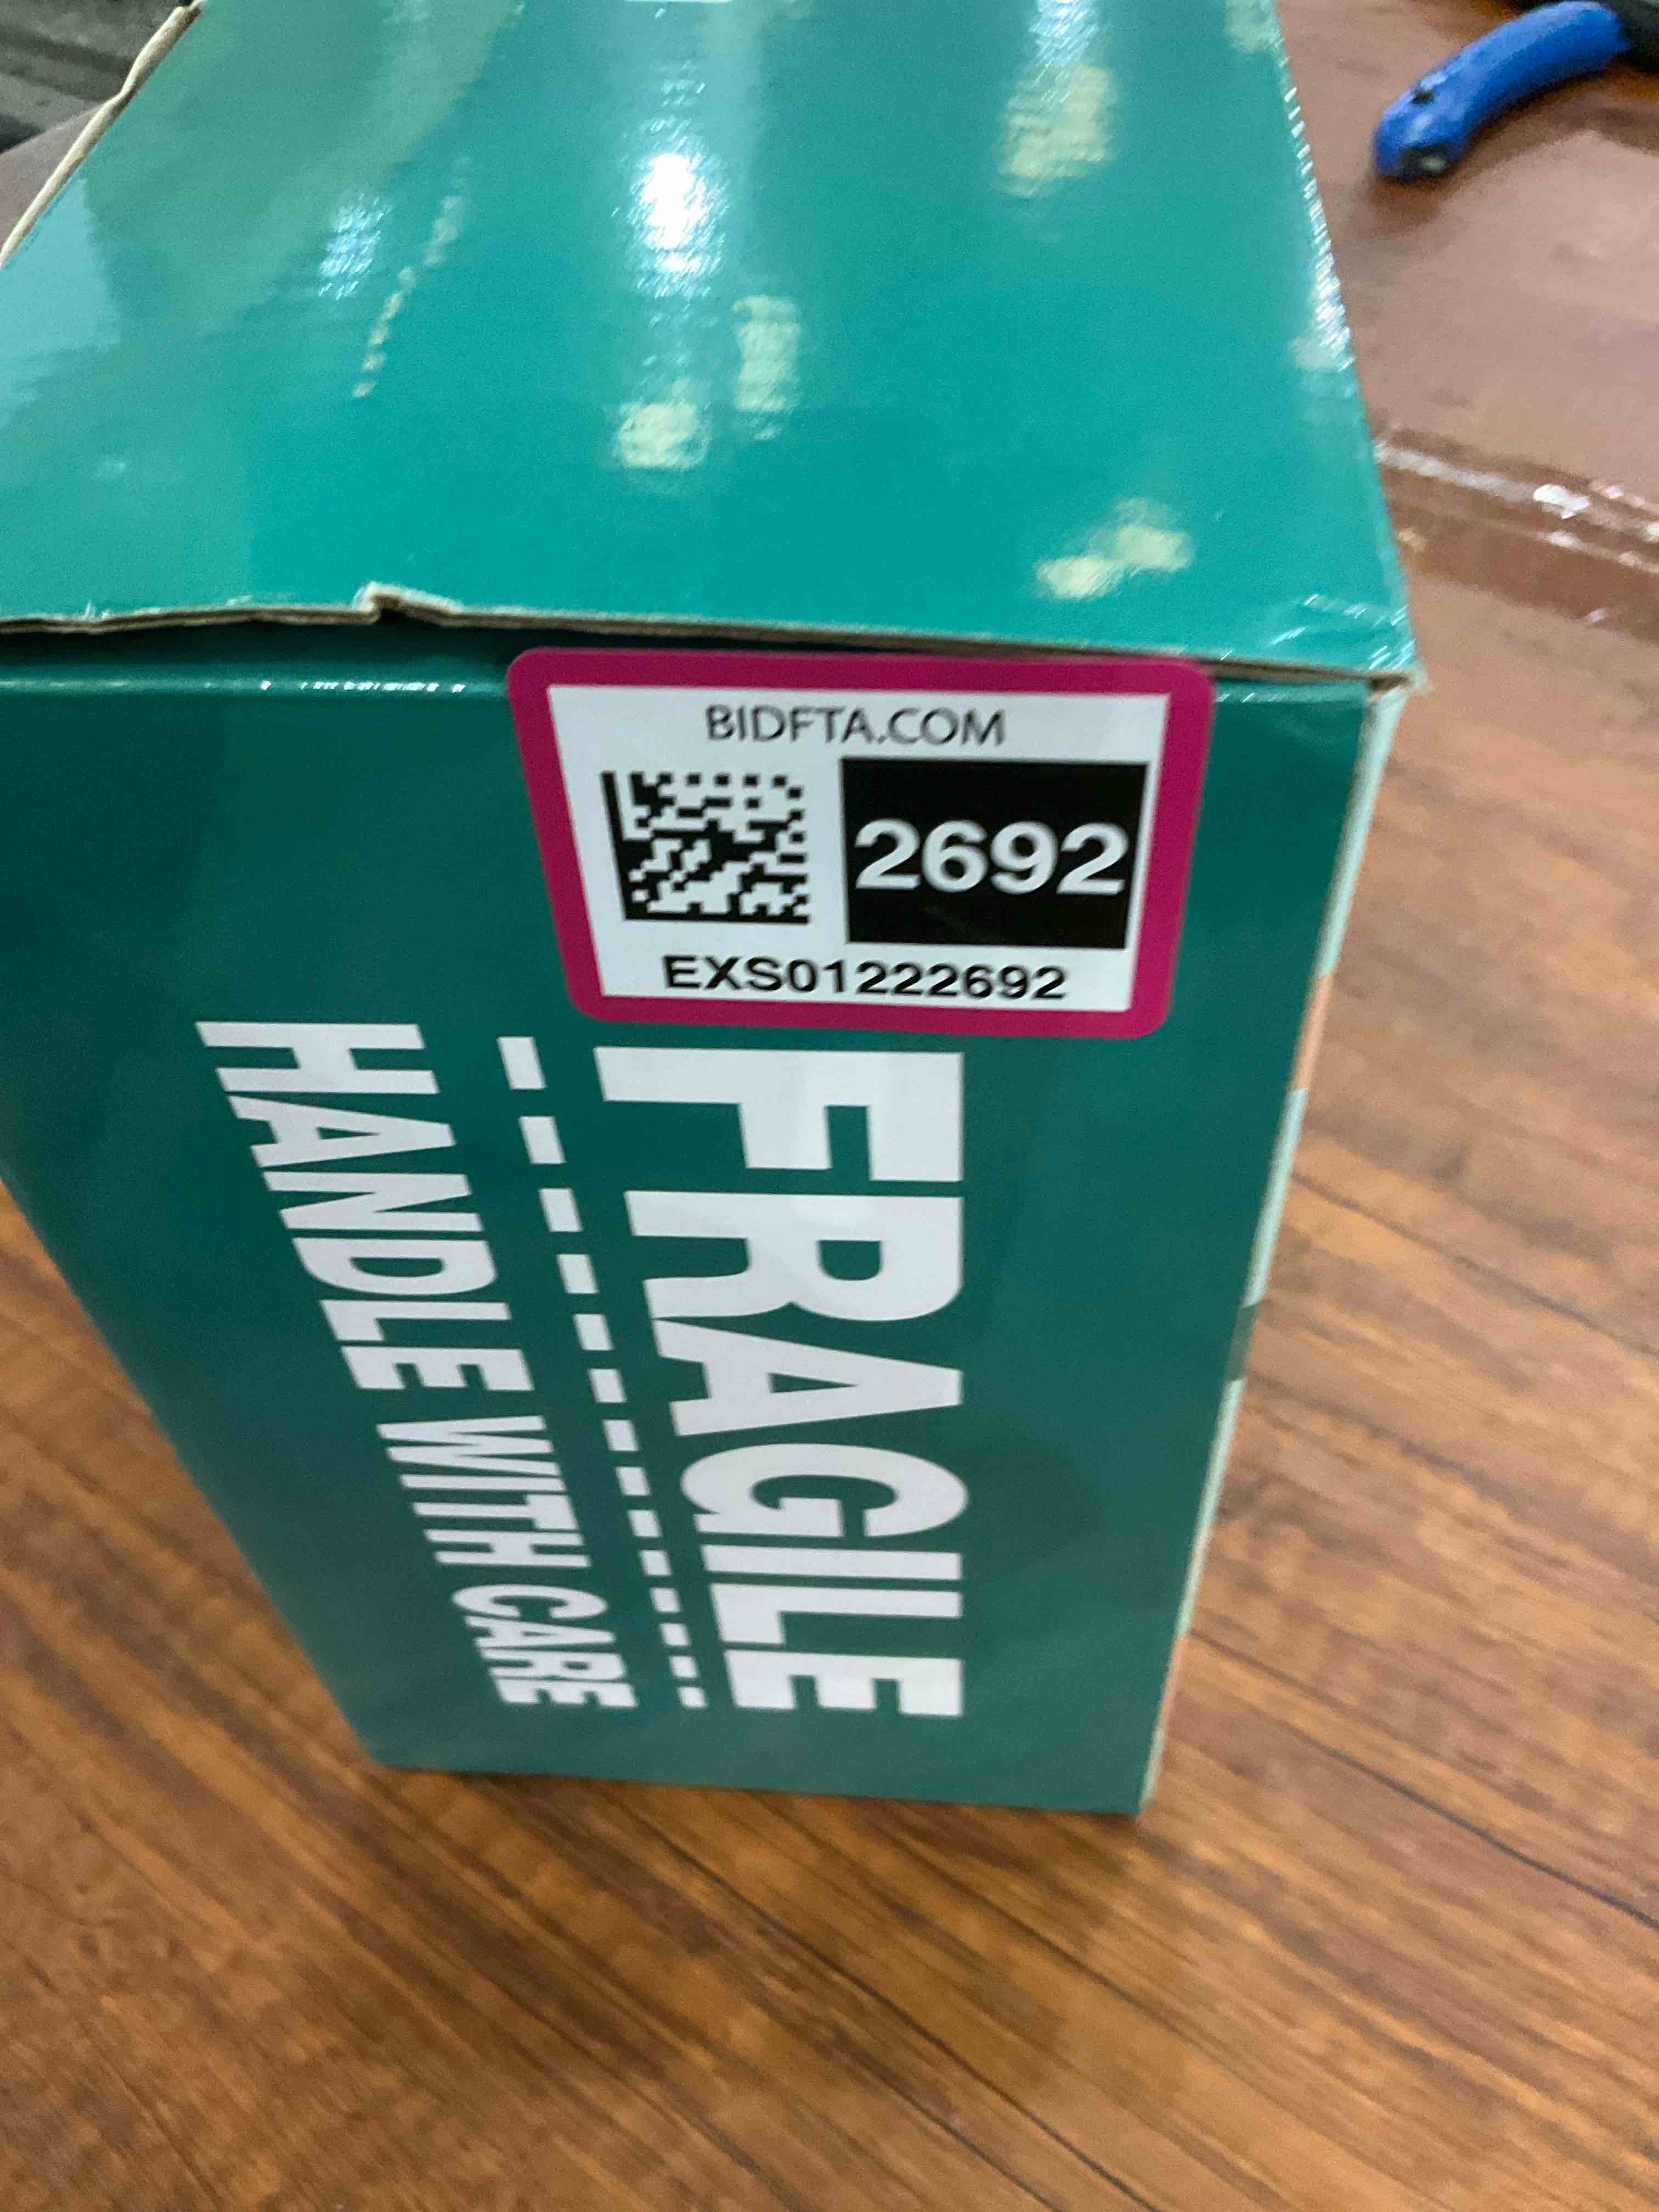 BIDFTA.COM
2692
EXS01222692
FRAGILE
HANDLE WITH CARE